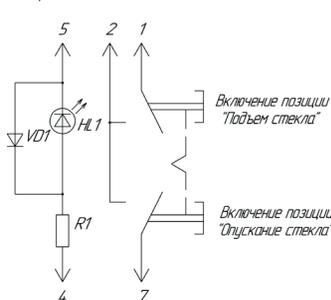 5 2 1
Включение позиции
"Подъем стекла"
VD1 HL1
R1
Включение позиции
"Опускание стекла"
4 7